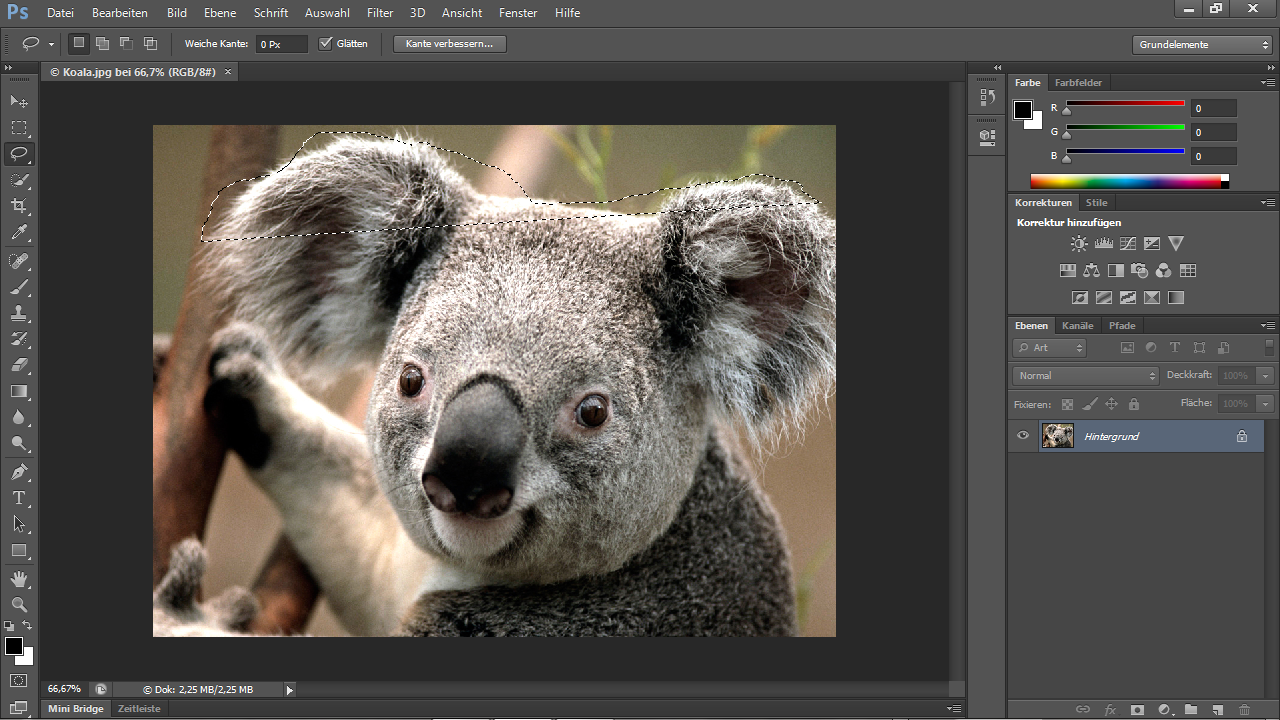 Ps Datei Bearbeiten Bild Ebene Schrift Auswahl Filter 3D Ansicht Fenster Hilfe
Weiche Kante: 0 Px Glätten Kante verbessern... Grundelemente
© Koala.jpg bei 66,7% (RGB/8#) ×
Farbe Farbfelder
R 0
G 0
B 0
Korrekturen Stile
Korrektur hinzufügen
Ebenen Kanäle Pfade
Art
Normal Deckkraft: 100%
Fixieren: Fläche: 100%
Hintergrund
66,67% © Dok: 2,25 MB/2,25 MB
Mini Bridge Zeitleiste